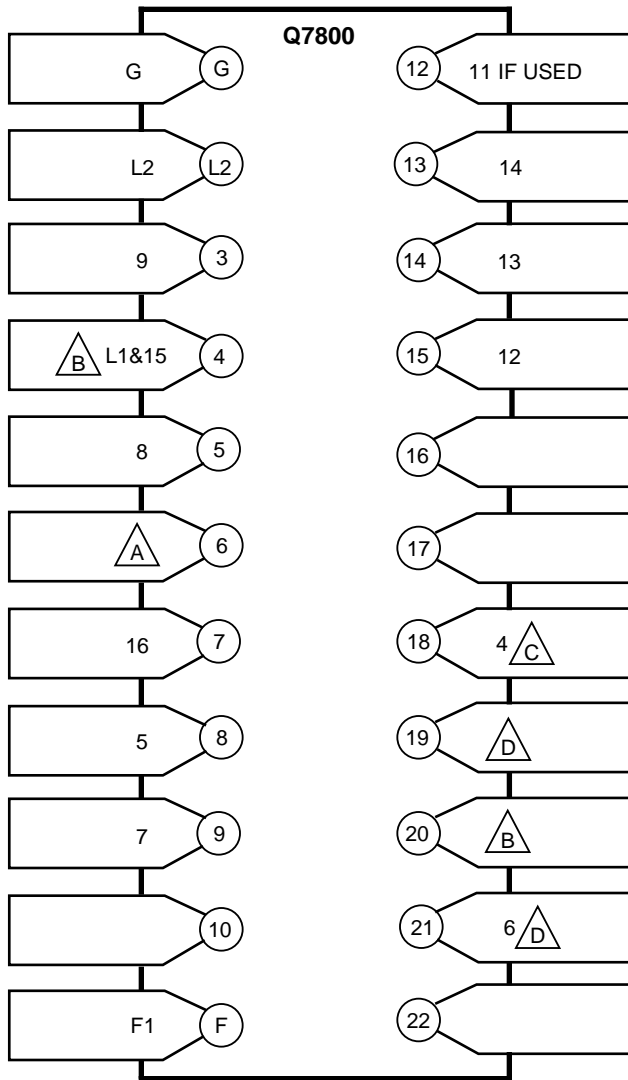 Q7800
G G 12 11 IF USED
L2 L2 13 14
9 3 14 13
B L1&15 4 15 12
8 5 16
A 6 17
16 7 18 4 C
5 8 19 D
7 9 20 B
10 21 6 D
F1 F 22